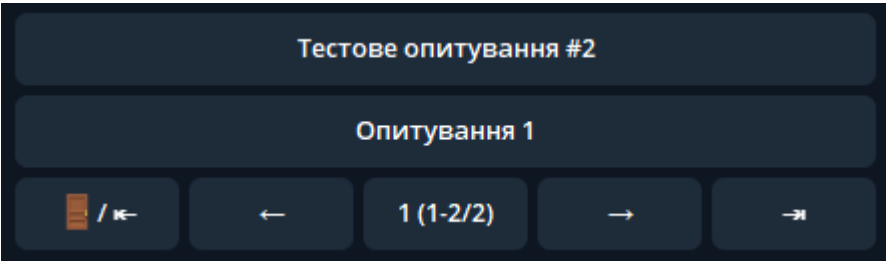 Тестове опитування #2
Опитування 1
🚪 / ⇤ ← 1 (1-2/2) → ⇥